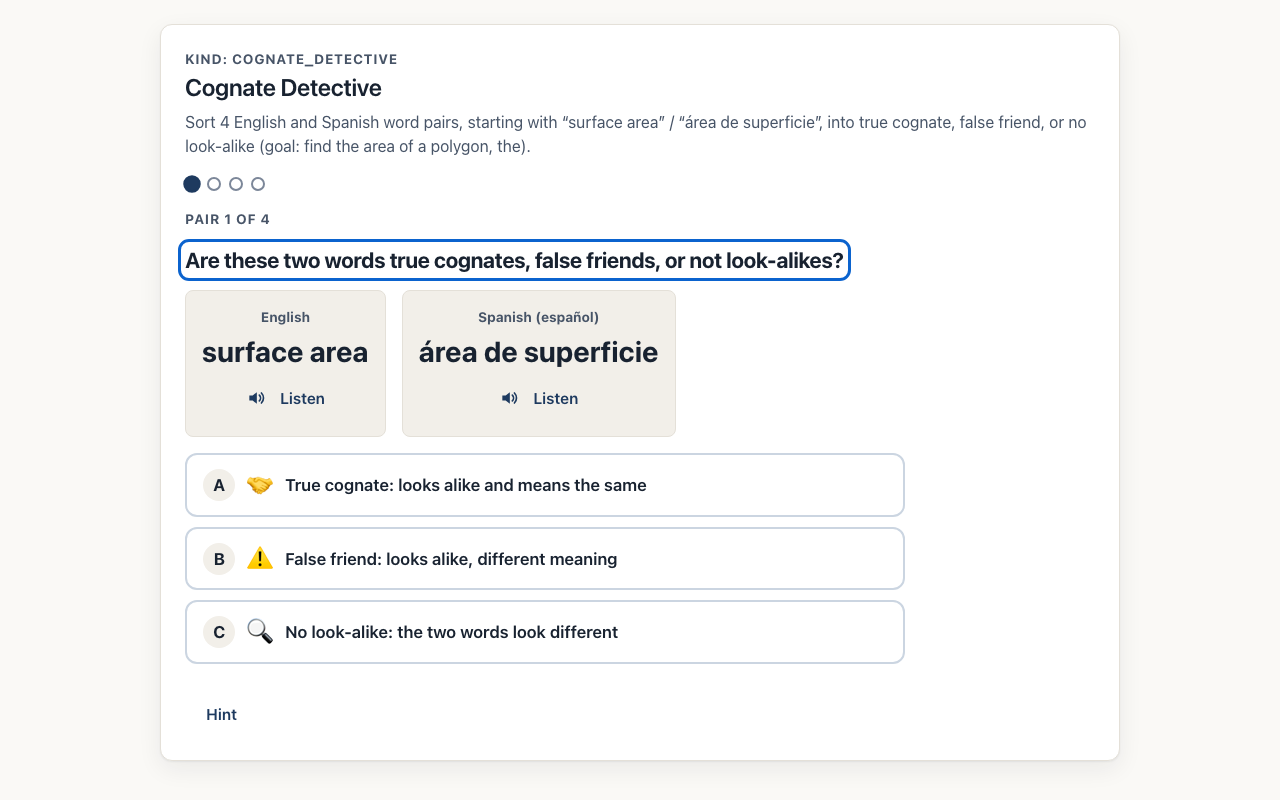 KIND: COGNATE_DETECTIVE
Cognate Detective
Sort 4 English and Spanish word pairs, starting with “surface area” / “área de superficie”, into true cognate, false friend, or no
look-alike (goal: find the area of a polygon, the).
PAIR 1 OF 4
Are these two words true cognates, false friends, or not look-alikes?
English
surface area
Listen
Spanish (español)
área de superficie
Listen
A True cognate: looks alike and means the same
B False friend: looks alike, different meaning
C No look-alike: the two words look different
Hint